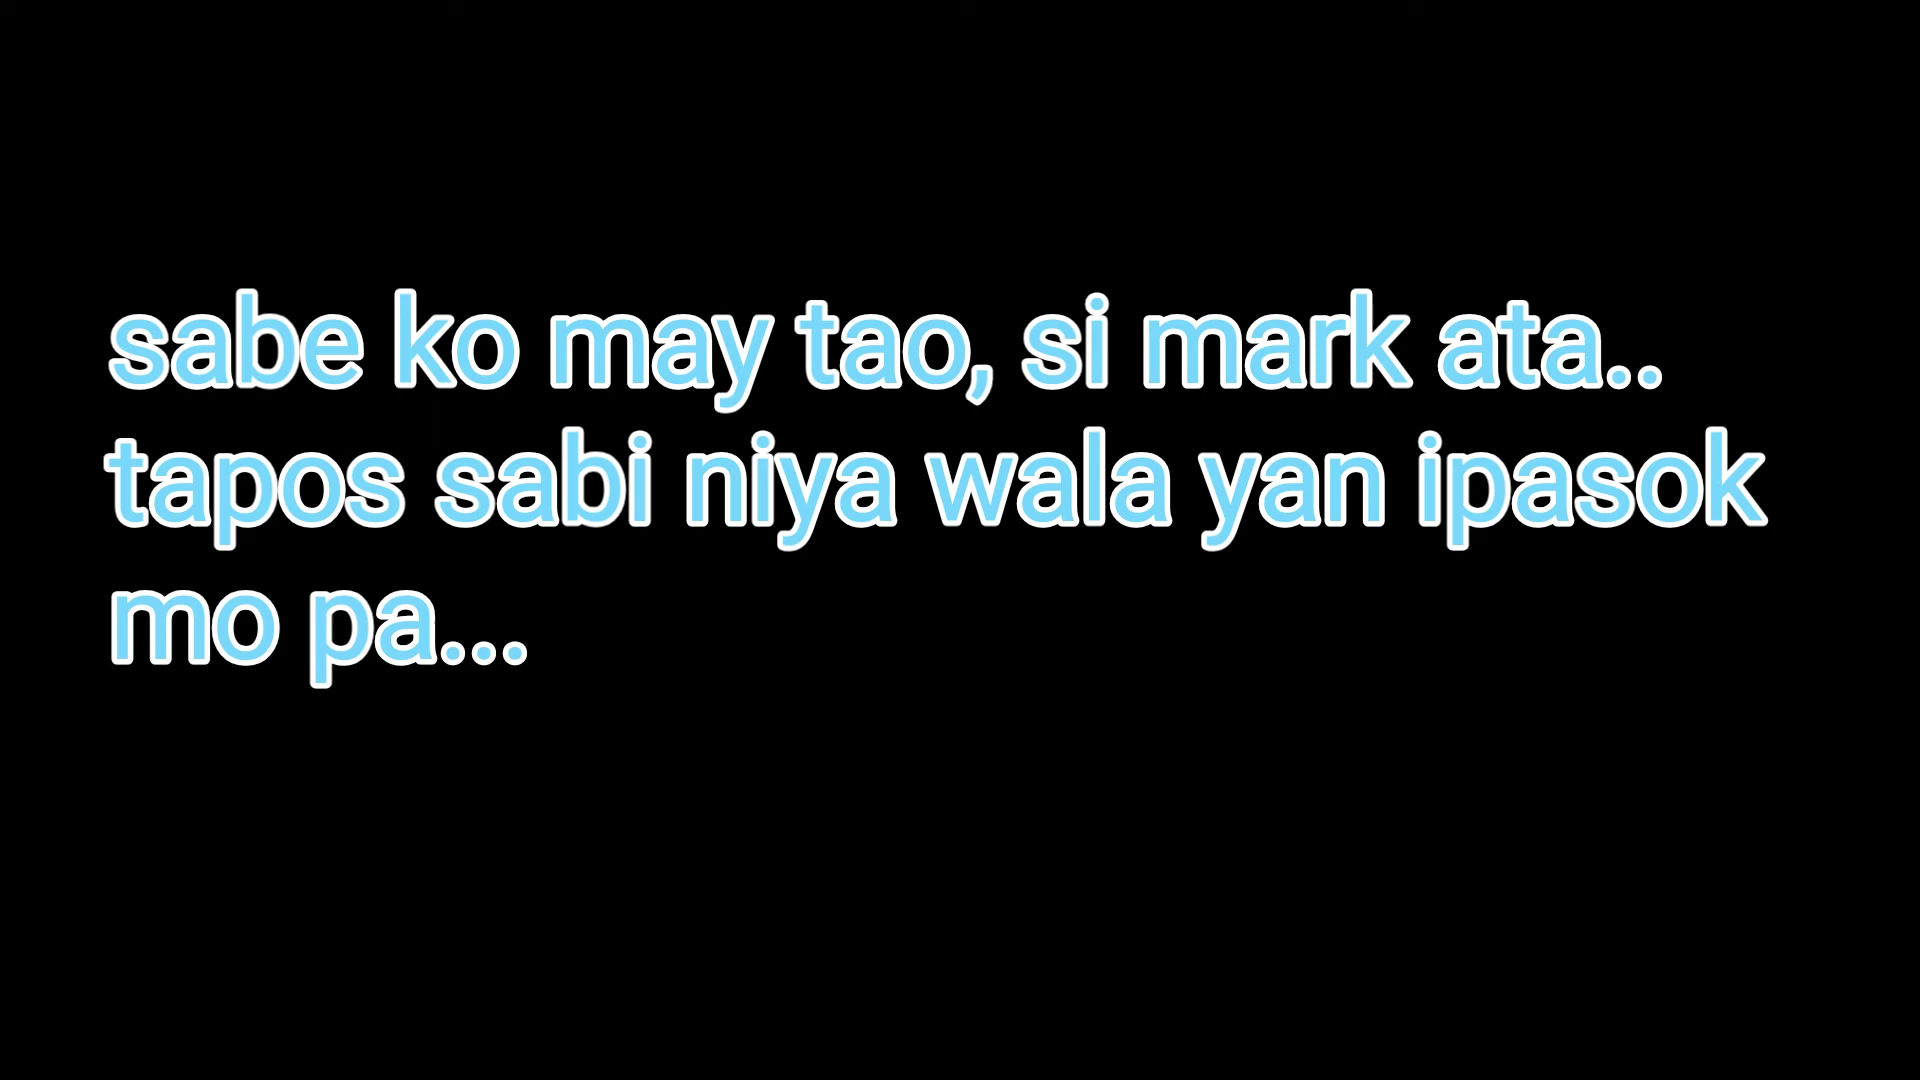 sabe ko may tao, si mark ata..
tapos sabi niya wala yan ipasok
mo pa...